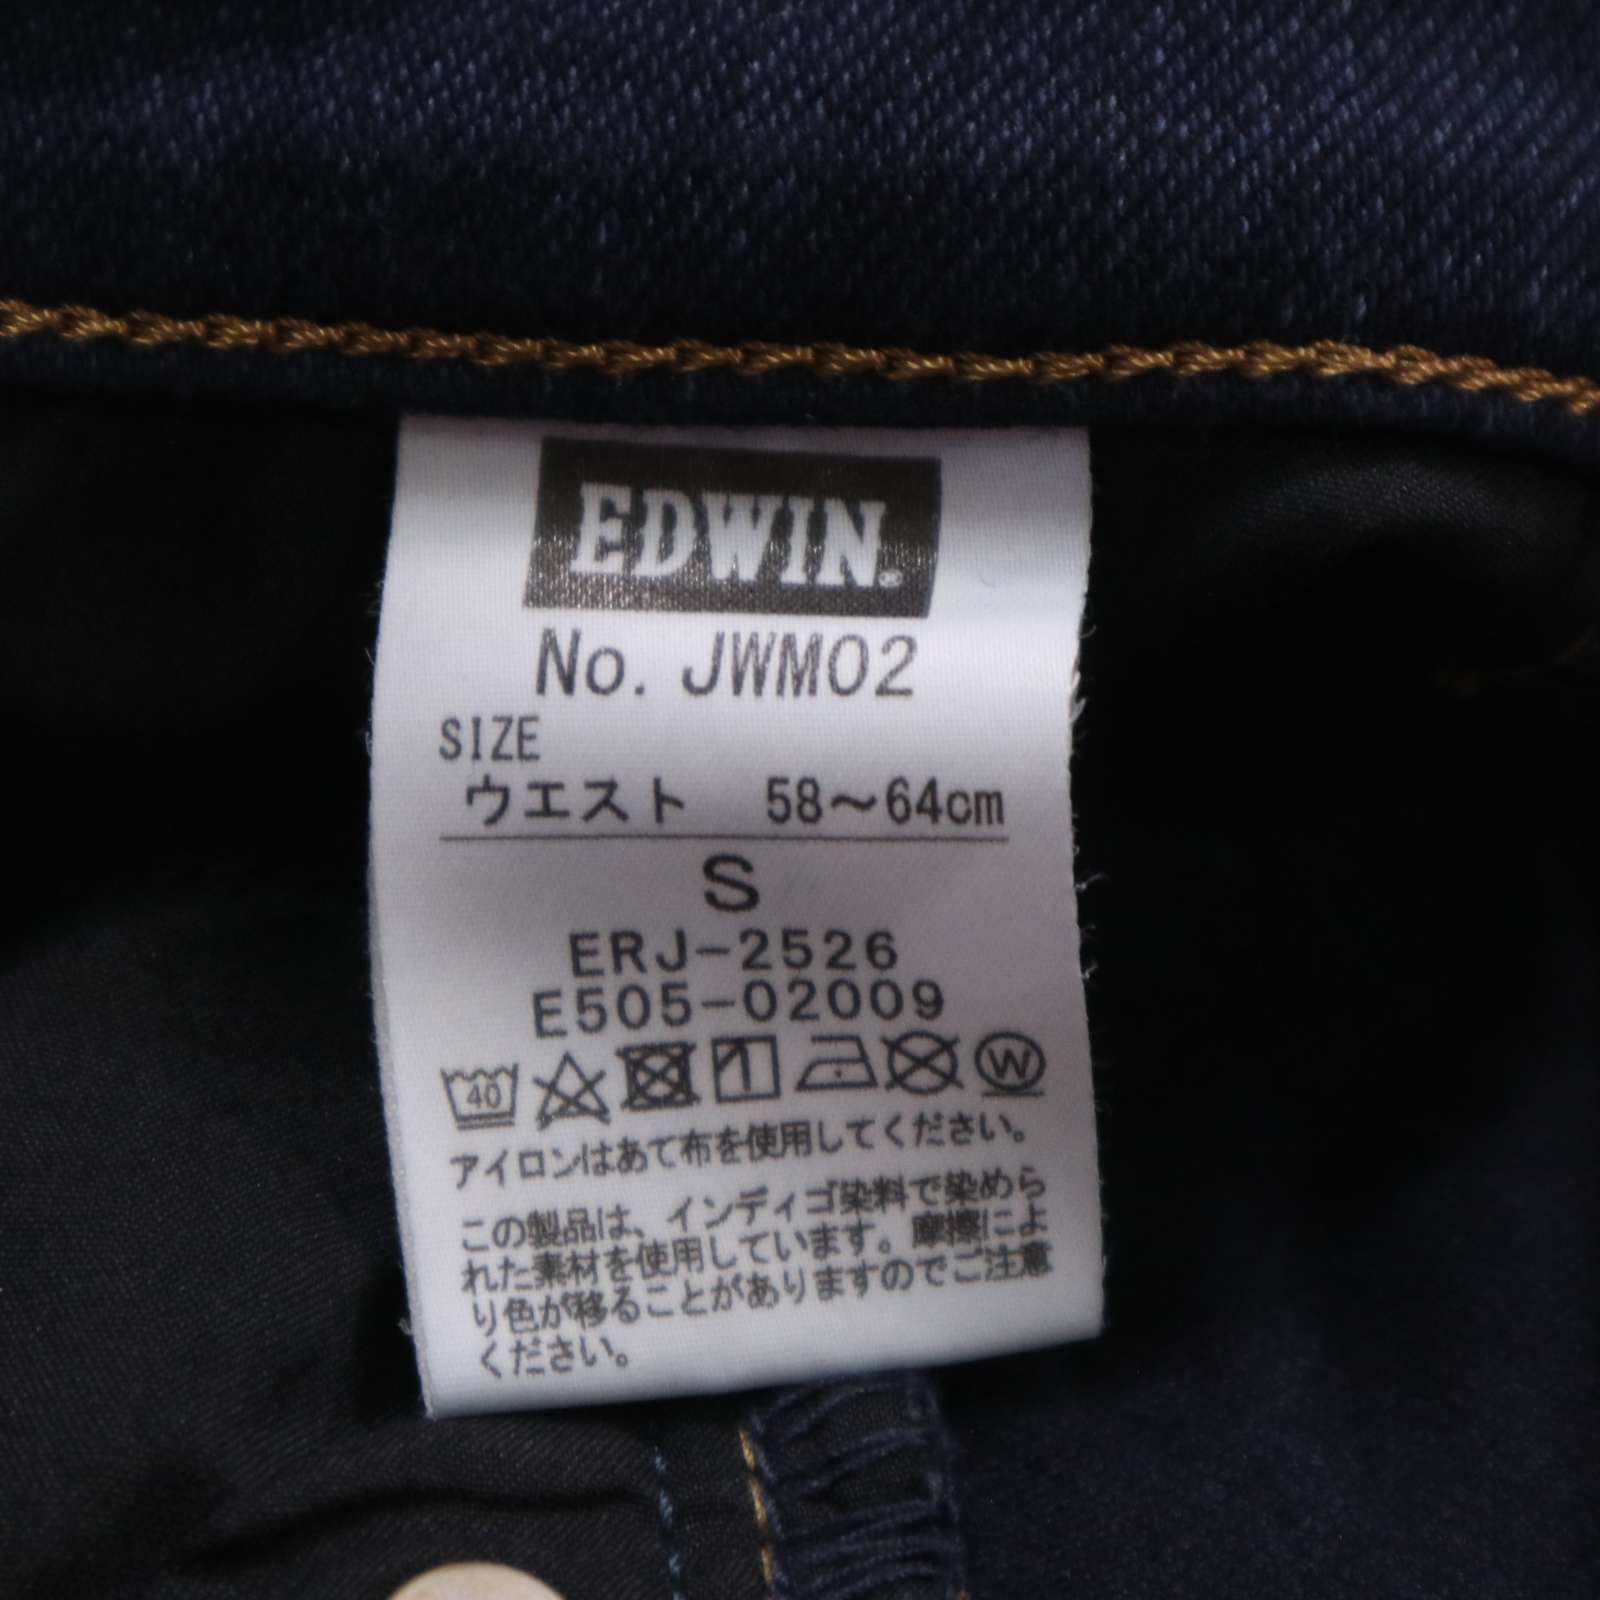 EDWIN®
No. JWM02
SIZE
ウエスト 58～64cm
S
ERJ-2526
E505-02009
40 W
アイロンはあて布を使用してください。
この製品は、インディゴ染料で染めら
れた素材を使用しています。摩擦によ
り色が移ることがありますのでご注意
ください。